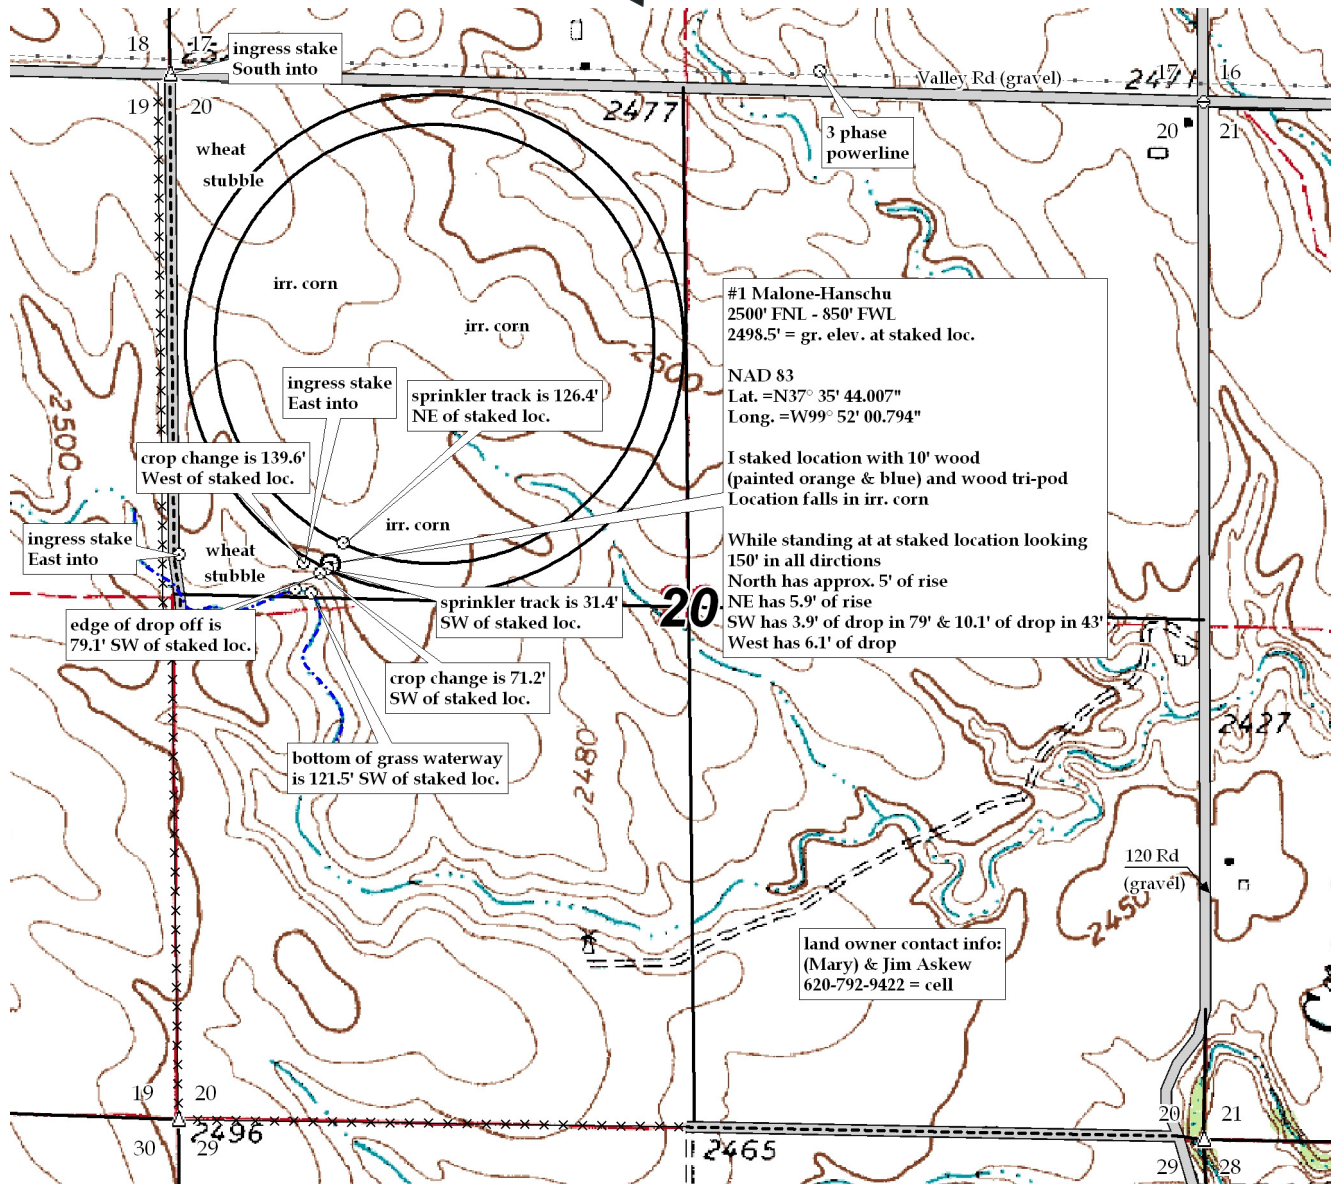 18
17
ingress stake
South into
Valley Rd (gravel)
17
16
19
20
2477
3 phase
powerline
20
21
wheat
stubble
irr. corn
irr. corn
2500
2500
#1 Malone-Hanschu
2500' FNL - 850' FWL
2498.5' = gr. elev. at staked loc.
NAD 83
Lat. =N37° 35' 44.007"
Long. =W99° 52' 00.794"
I staked location with 10' wood
(painted orange & blue) and wood tri-pod
Location falls in irr. corn
While standing at at staked location looking
150' in all dirctions
North has approx. 5' of rise
NE has 5.9' of rise
SW has 3.9' of drop in 79' & 10.1' of drop in 43'
West has 6.1' of drop
ingress stake
East into
sprinkler track is 126.4'
NE of staked loc.
crop change is 139.6'
West of staked loc.
irr. corn
ingress stake
East into
wheat
stubble
20
sprinkler track is 31.4'
SW of staked loc.
edge of drop off is
79.1' SW of staked loc.
crop change is 71.2'
SW of staked loc.
bottom of grass waterway
is 121.5' SW of staked loc.
2480
2427
120 Rd
(gravel)
2450
land owner contact info:
(Mary) & Jim Askew
620-792-9422 = cell
19
20
20
21
2496
30
29
2465
29
28